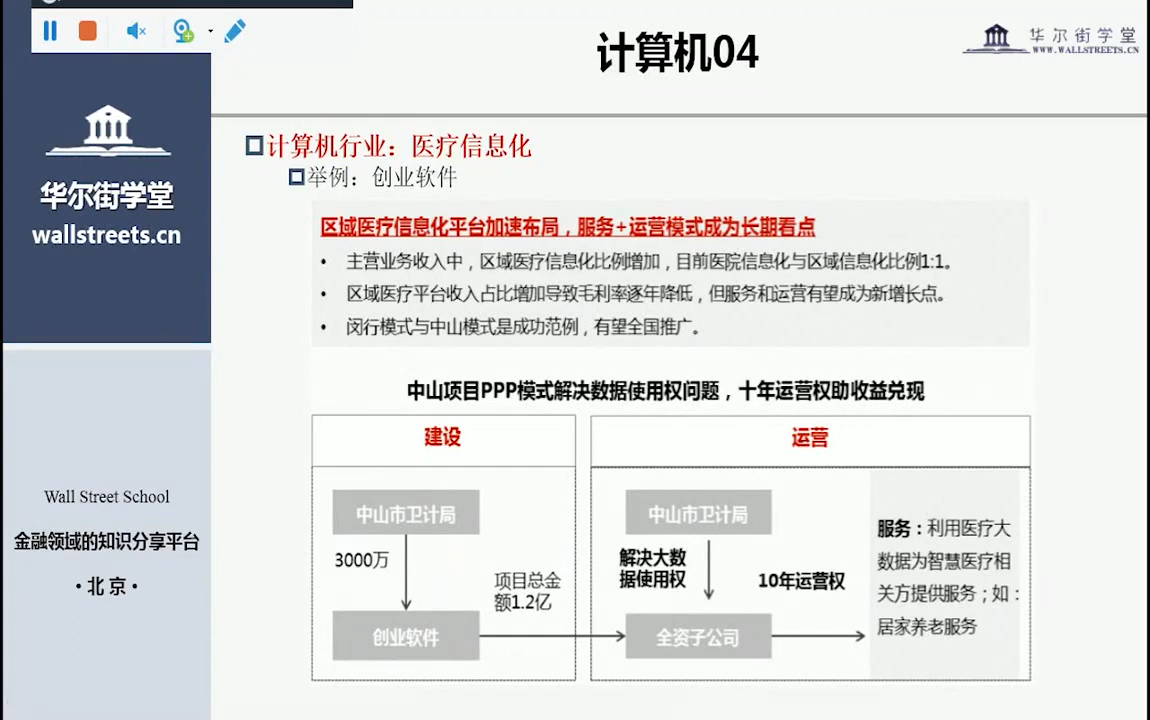 计算机04
华尔街学堂
WWW.WALLSTREETS.CN
华尔街学堂
wallstreets.cn
Wall Street School
金融领域的知识分享平台
·北京·
计算机行业：医疗信息化
举例：创业软件
区域医疗信息化平台加速布局，服务+运营模式成为长期看点
• 主营业务收入中，区域医疗信息化比例增加，目前医院信息化与区域信息化比例1:1。
• 区域医疗平台收入占比增加导致毛利率逐年降低，但服务和运营有望成为新增长点。
• 闵行模式与中山模式是成功范例，有望全国推广。
中山项目PPP模式解决数据使用权问题，十年运营权助收益兑现
建设
中山市卫计局
3000万
创业软件
项目总金
额1.2亿
运营
中山市卫计局
解决大数
据使用权
全资子公司
10年运营权
服务：利用医疗大
数据为智慧医疗相
关方提供服务；如：
居家养老服务